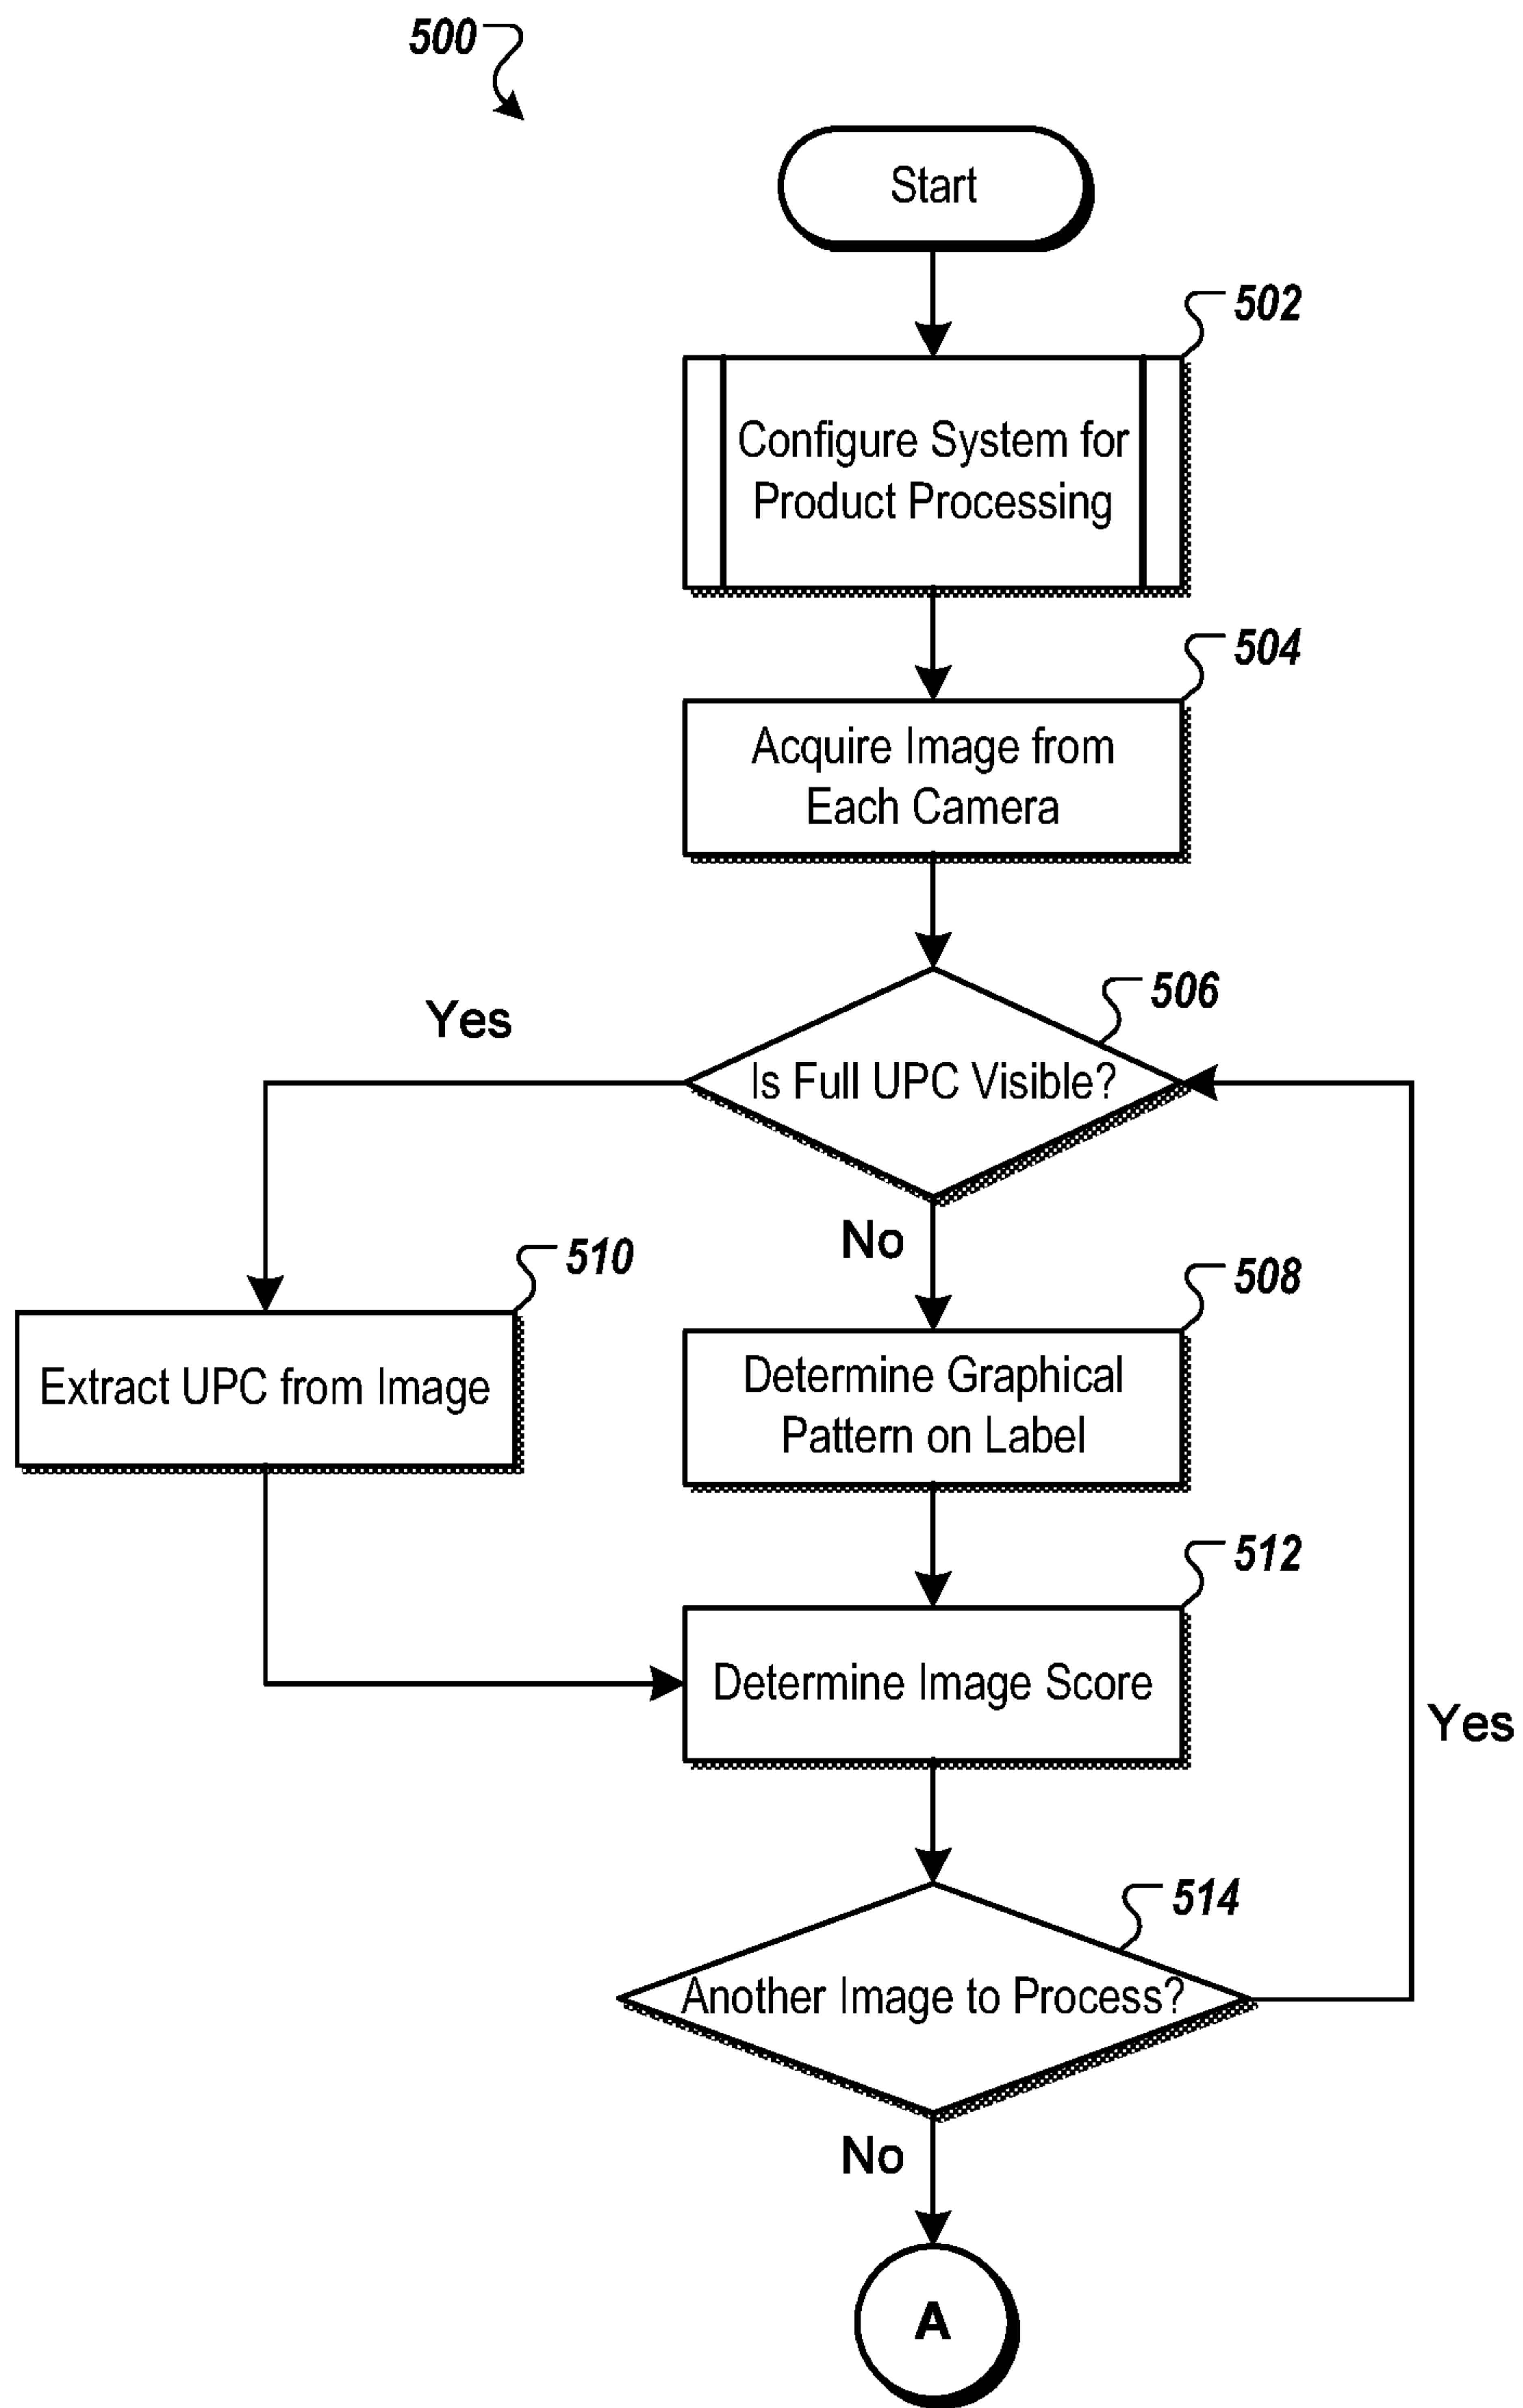 500
Start
502
Configure System for
Product Processing
504
Acquire Image from
Each Camera
506
Yes
Is Full UPC Visible?
No
510
508
Extract UPC from Image
Determine Graphical
Pattern on Label
512
Determine Image Score
Yes
514
Another Image to Process?
No
A